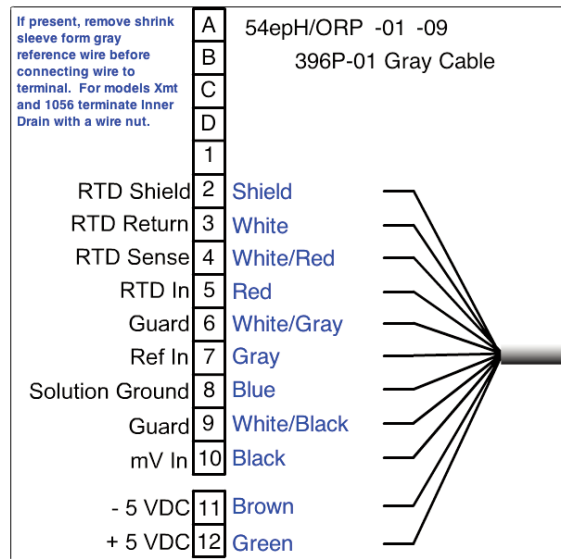 If present, remove shrink
sleeve form gray
reference wire before
connecting wire to
terminal.  For models Xmt
and 1056 terminate Inner
Drain with a wire nut.
54epH/ORP  -01  -09
396P-01 Gray Cable
A
B
C
D
1
RTD Shield 2 Shield
RTD Return 3 White
RTD Sense 4 White/Red
RTD In 5 Red
Guard 6 White/Gray
Ref In 7 Gray
Solution Ground 8 Blue
Guard 9 White/Black
mV In 10 Black
- 5 VDC 11 Brown
+ 5 VDC 12 Green